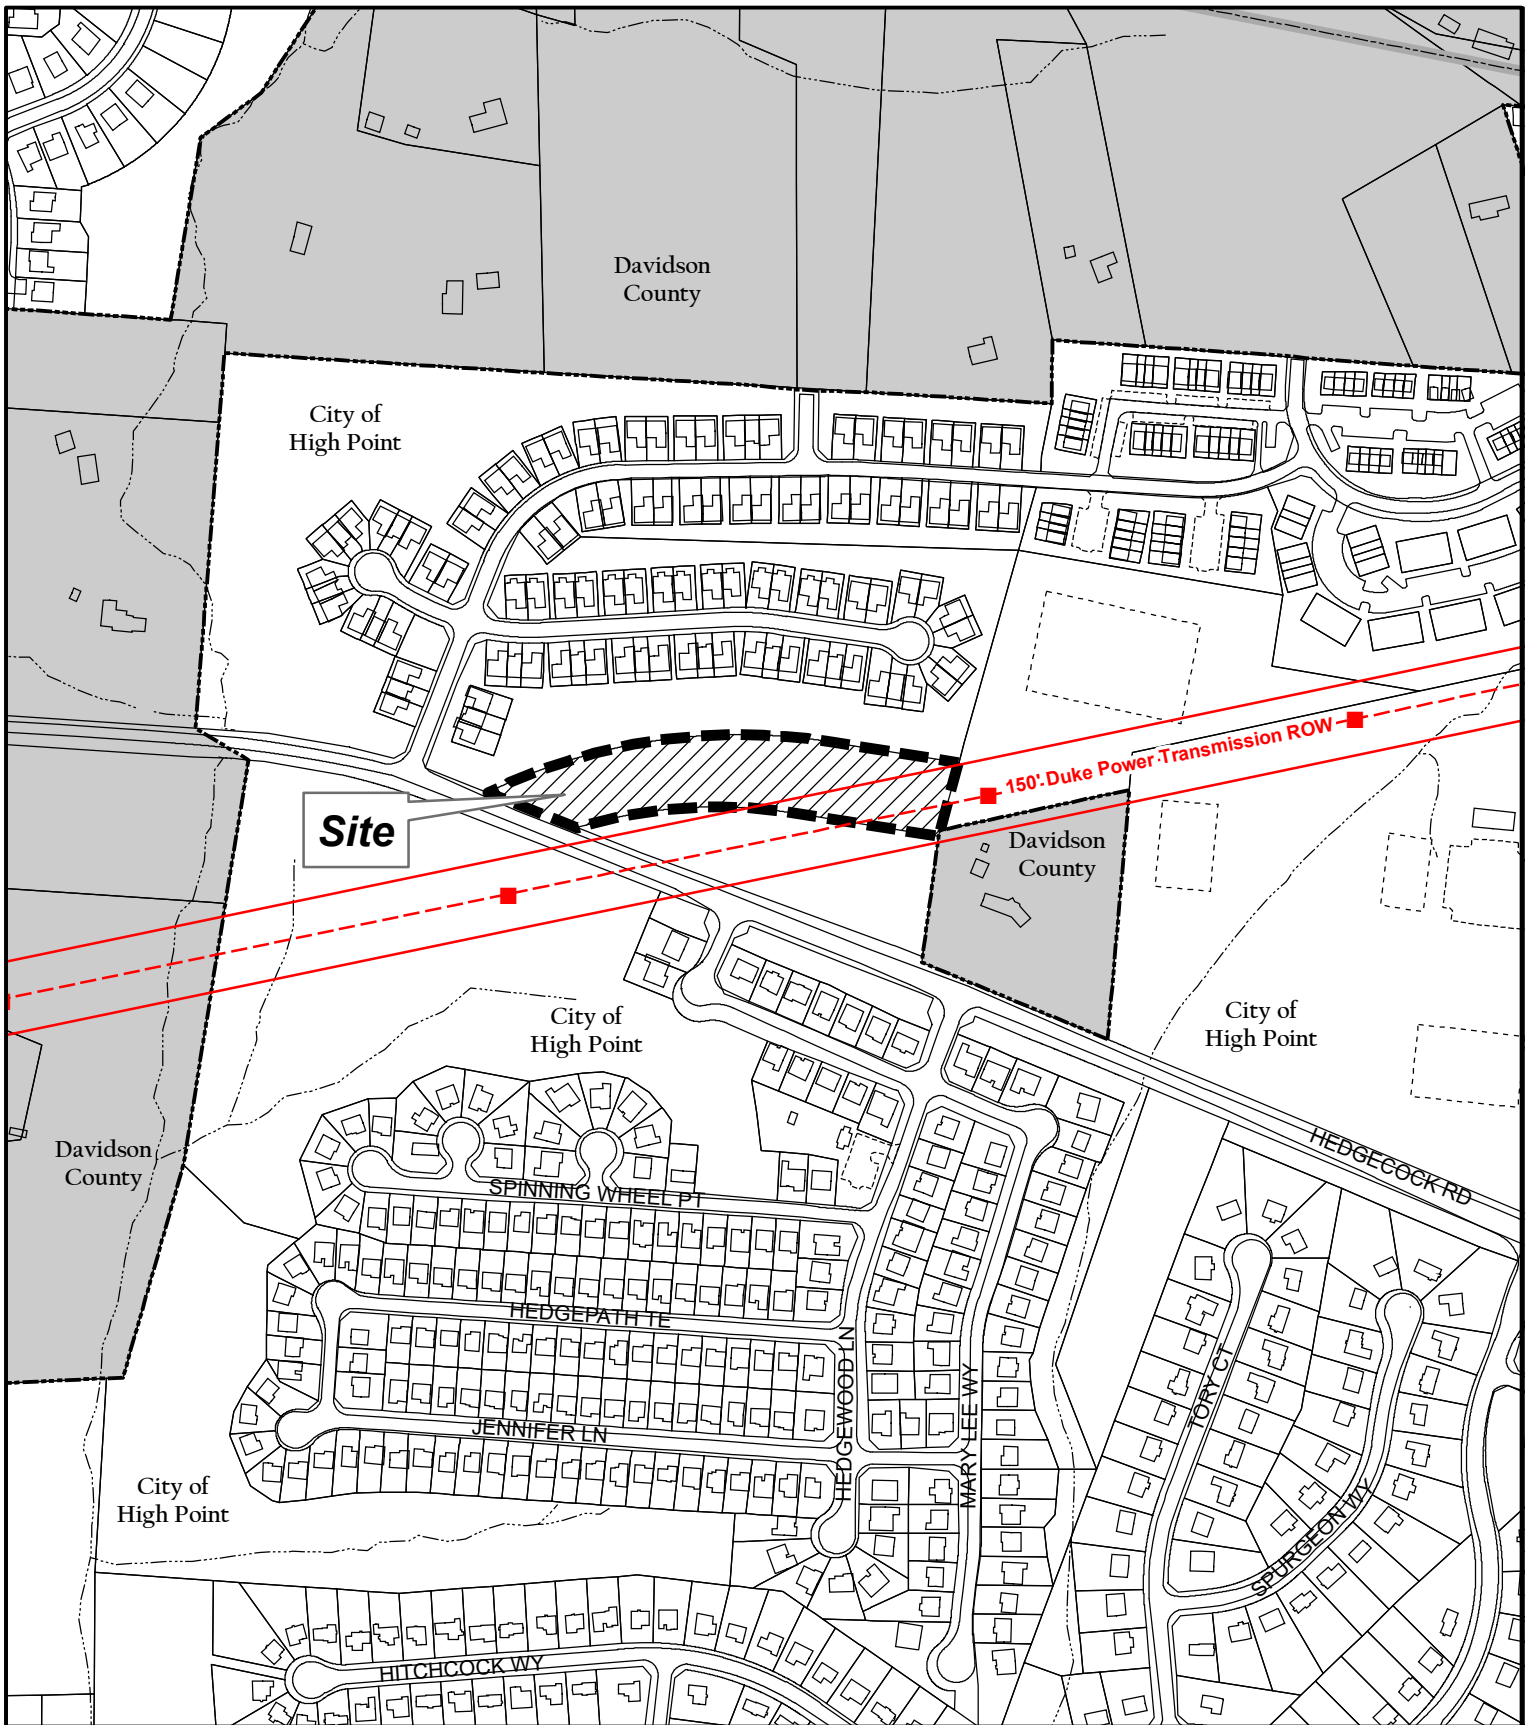 Davidson
County
City of
High Point
150' Duke Power Transmission ROW
Site
Davidson
County
City of
High Point
City of
High Point
Davidson
County
HEDGECOCK RD
SPINNING WHEEL PT
HEDGEPATH TE
HEDGEWOOD LN
MARY LEE WY
TORY CT
JENNIFER LN
City of
High Point
SPURGEON WY
HITCHCOCK WY